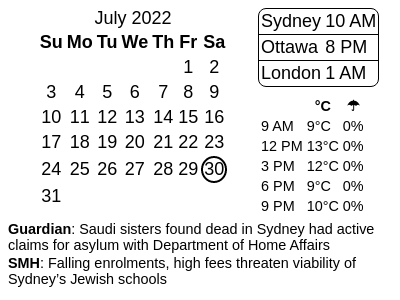 July 2022
Su Mo Tu We Th Fr Sa
1 2
3 4 5 6 7 8 9
10 11 12 13 14 15 16
17 18 19 20 21 22 23
24 25 26 27 28 29 30
31
Sydney 10 AM
Ottawa 8 PM
London 1 AM
°C ☂
9 AM 9°C 0%
12 PM 13°C 0%
3 PM 12°C 0%
6 PM 9°C 0%
9 PM 10°C 0%
Guardian: Saudi sisters found dead in Sydney had active
claims for asylum with Department of Home Affairs
SMH: Falling enrolments, high fees threaten viability of
Sydney’s Jewish schools